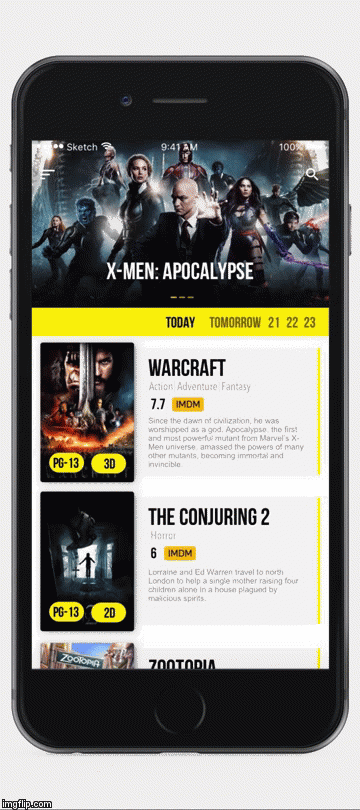 Sketch 9:41 AM 100%
X-MEN: APOCALYPSE
TODAY TOMORROW 21 22 23
WARCRAFT
Action Adventure Fantasy
7.7 IMDM
Since the dawn of civilization, he was
worshipped as a god. Apocalypse, the first
and most powerful mutant from Marvel's X-
Men universe, amassed the powers of many
other mutants, becoming immortal and
invincible.
PG-13 3D
THE CONJURING 2
Horror
6 IMDM
Lorraine and Ed Warren travel to north
London to help a single mother raising four
children alone in a house plagued by
malicious spirits.
PG-13 2D
ZOOTOPIA
ZOOTOPIA
imgflip.com